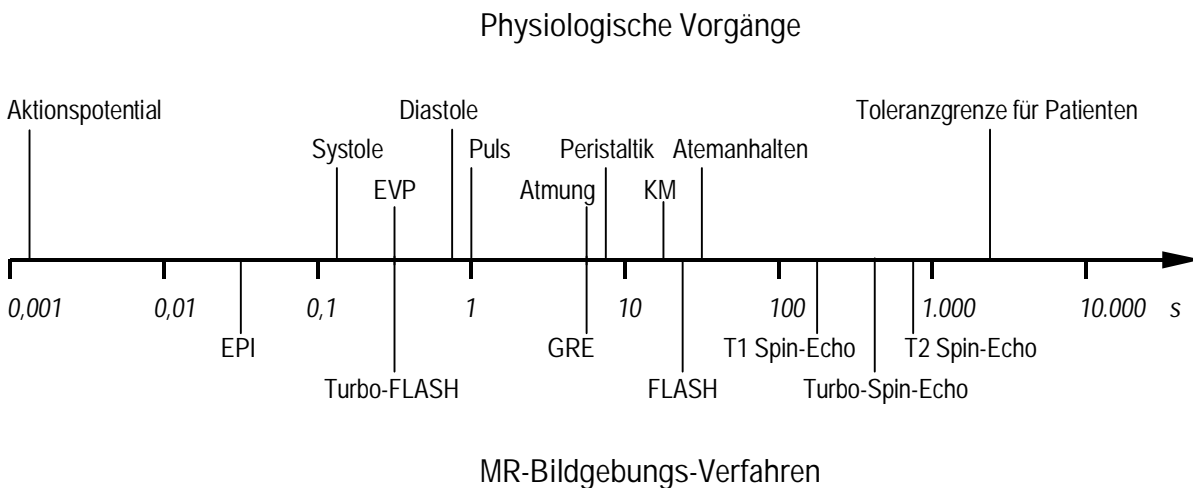 Physiologische Vorgänge
Aktionspotential
Diastole
Toleranzgrenze für Patienten
Systole
Puls
Peristaltik
Atemanhalten
EVP
Atmung
KM
0,001
0,01
0,1
1
10
100
1.000
10.000
s
EPI
GRE
T1 Spin-Echo
T2 Spin-Echo
Turbo-FLASH
FLASH
Turbo-Spin-Echo
MR-Bildgebungs-Verfahren